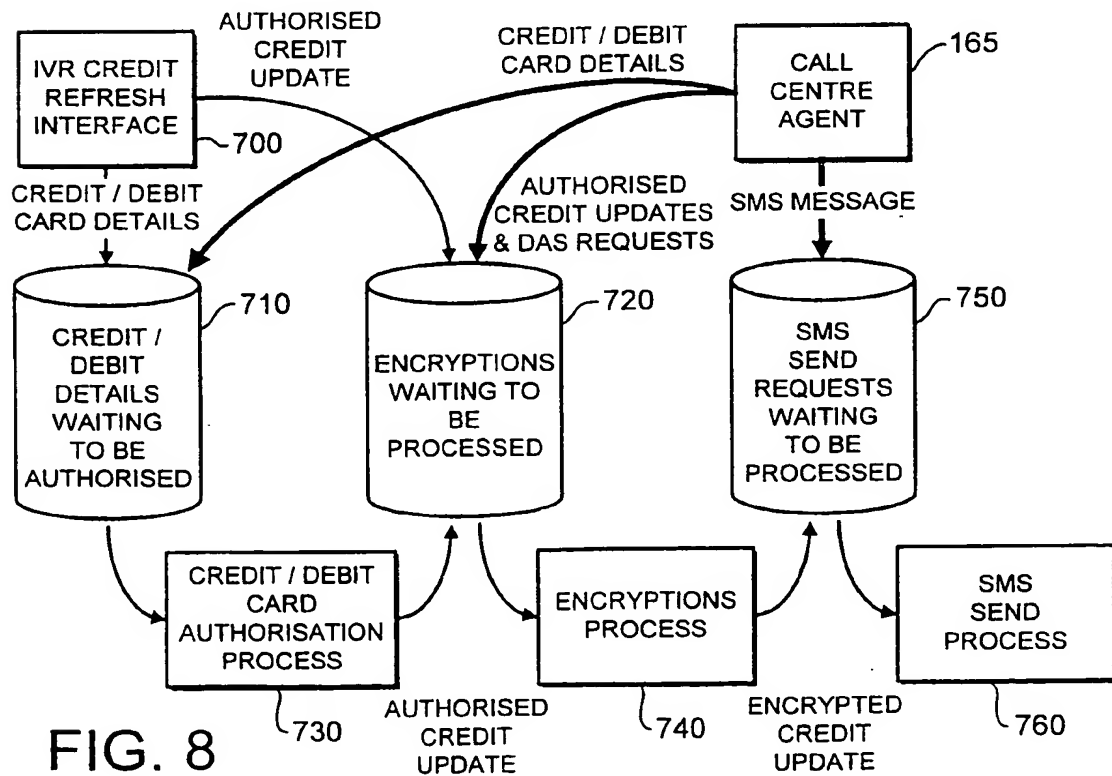 IVR CREDIT
REFRESH
INTERFACE
700
AUTHORISED
CREDIT
UPDATE
CREDIT / DEBIT
CARD DETAILS
CALL
CENTRE
AGENT
165
CREDIT / DEBIT
CARD DETAILS
AUTHORISED
CREDIT UPDATES
& DAS REQUESTS
SMS MESSAGE
CREDIT /
DEBIT
DETAILS
WAITING
TO BE
AUTHORISED
710
ENCRYPTIONS
WAITING TO
BE
PROCESSED
720
SMS
SEND
REQUESTS
WAITING
TO BE
PROCESSED
750
CREDIT / DEBIT
CARD
AUTHORISATION
PROCESS
730
AUTHORISED
CREDIT
UPDATE
ENCRYPTIONS
PROCESS
740
ENCRYPTED
CREDIT
UPDATE
SMS
SEND
PROCESS
760
FIG. 8